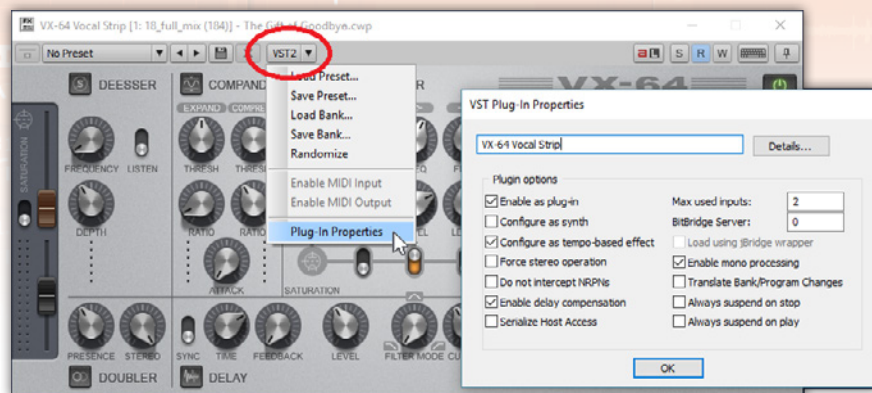 VX-64 Vocal Strip [1: 18_full_mix (184)] - The Gift of Goodbye.cwp
No Preset
VST2
S R W
DEESSER
COMPAND
R
VX-64
EXPAND
FREQUENCY LISTEN
THRESH
SATURATION
DEPTH
RATIO
ATTACK
SATURATION
PRESENCE STEREO
SYNC TIME FEEDBACK LEVEL FILTER MODE
DOUBLER
DELAY
Load Preset...
Save Preset...
Load Bank...
Save Bank...
Randomize
Enable MIDI Input
Enable MIDI Output
Plug-In Properties
VST Plug-In Properties
VX-64 Vocal Strip
Details...
Plugin options
Enable as plug-in
Configure as synth
Configure as tempo-based effect
Force stereo operation
Do not intercept NRPNs
Enable delay compensation
Serialize Host Access
Max used inputs: 2
BitBridge Server: 0
Load using jBridge wrapper
Enable mono processing
Translate Bank/Program Changes
Always suspend on stop
Always suspend on play
OK